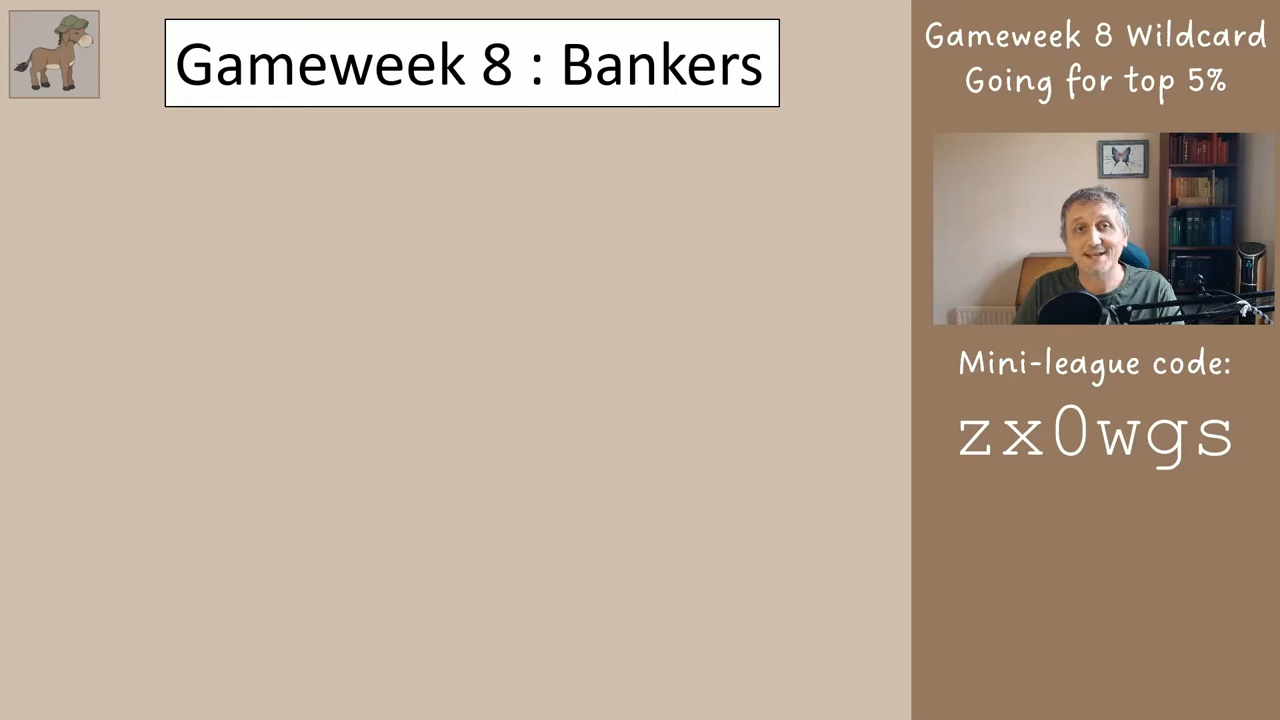 Gameweek 8 : Bankers
Gameweek 8 Wildcard
Going for top 5%
Mini-league code:
zx0wgs